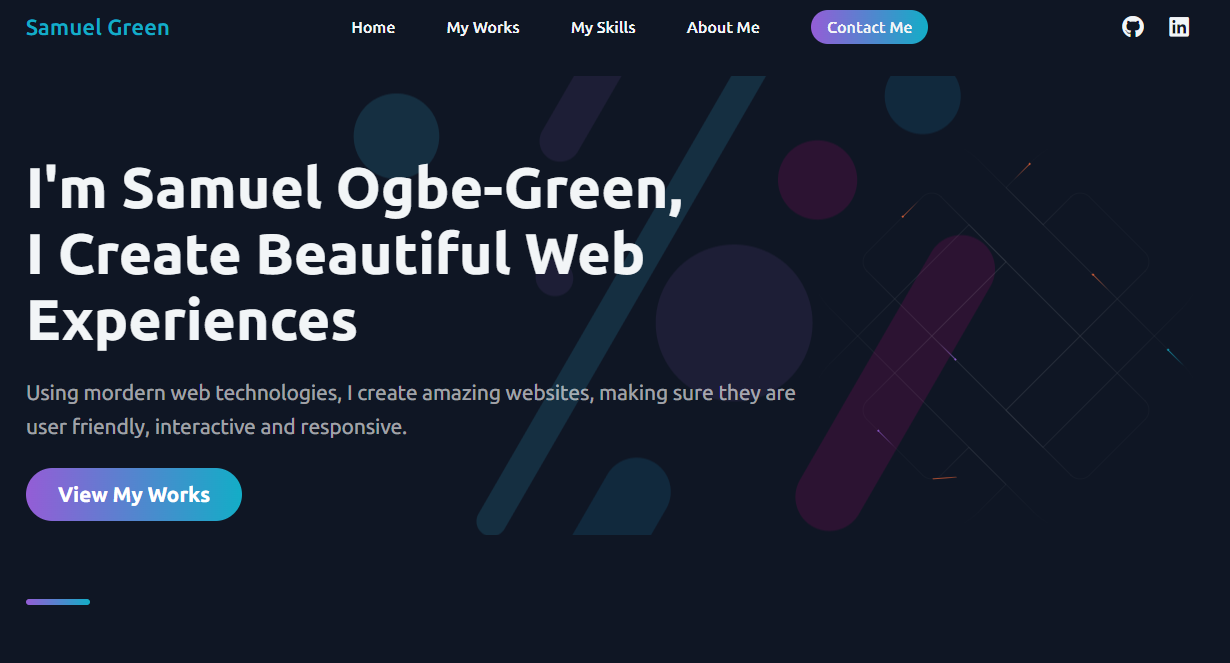 Samuel Green
Home
My Works
My Skills
About Me
Contact Me
I'm Samuel Ogbe-Green,
I Create Beautiful Web
Experiences
Using mordern web technologies, I create amazing websites, making sure they are
user friendly, interactive and responsive.
View My Works